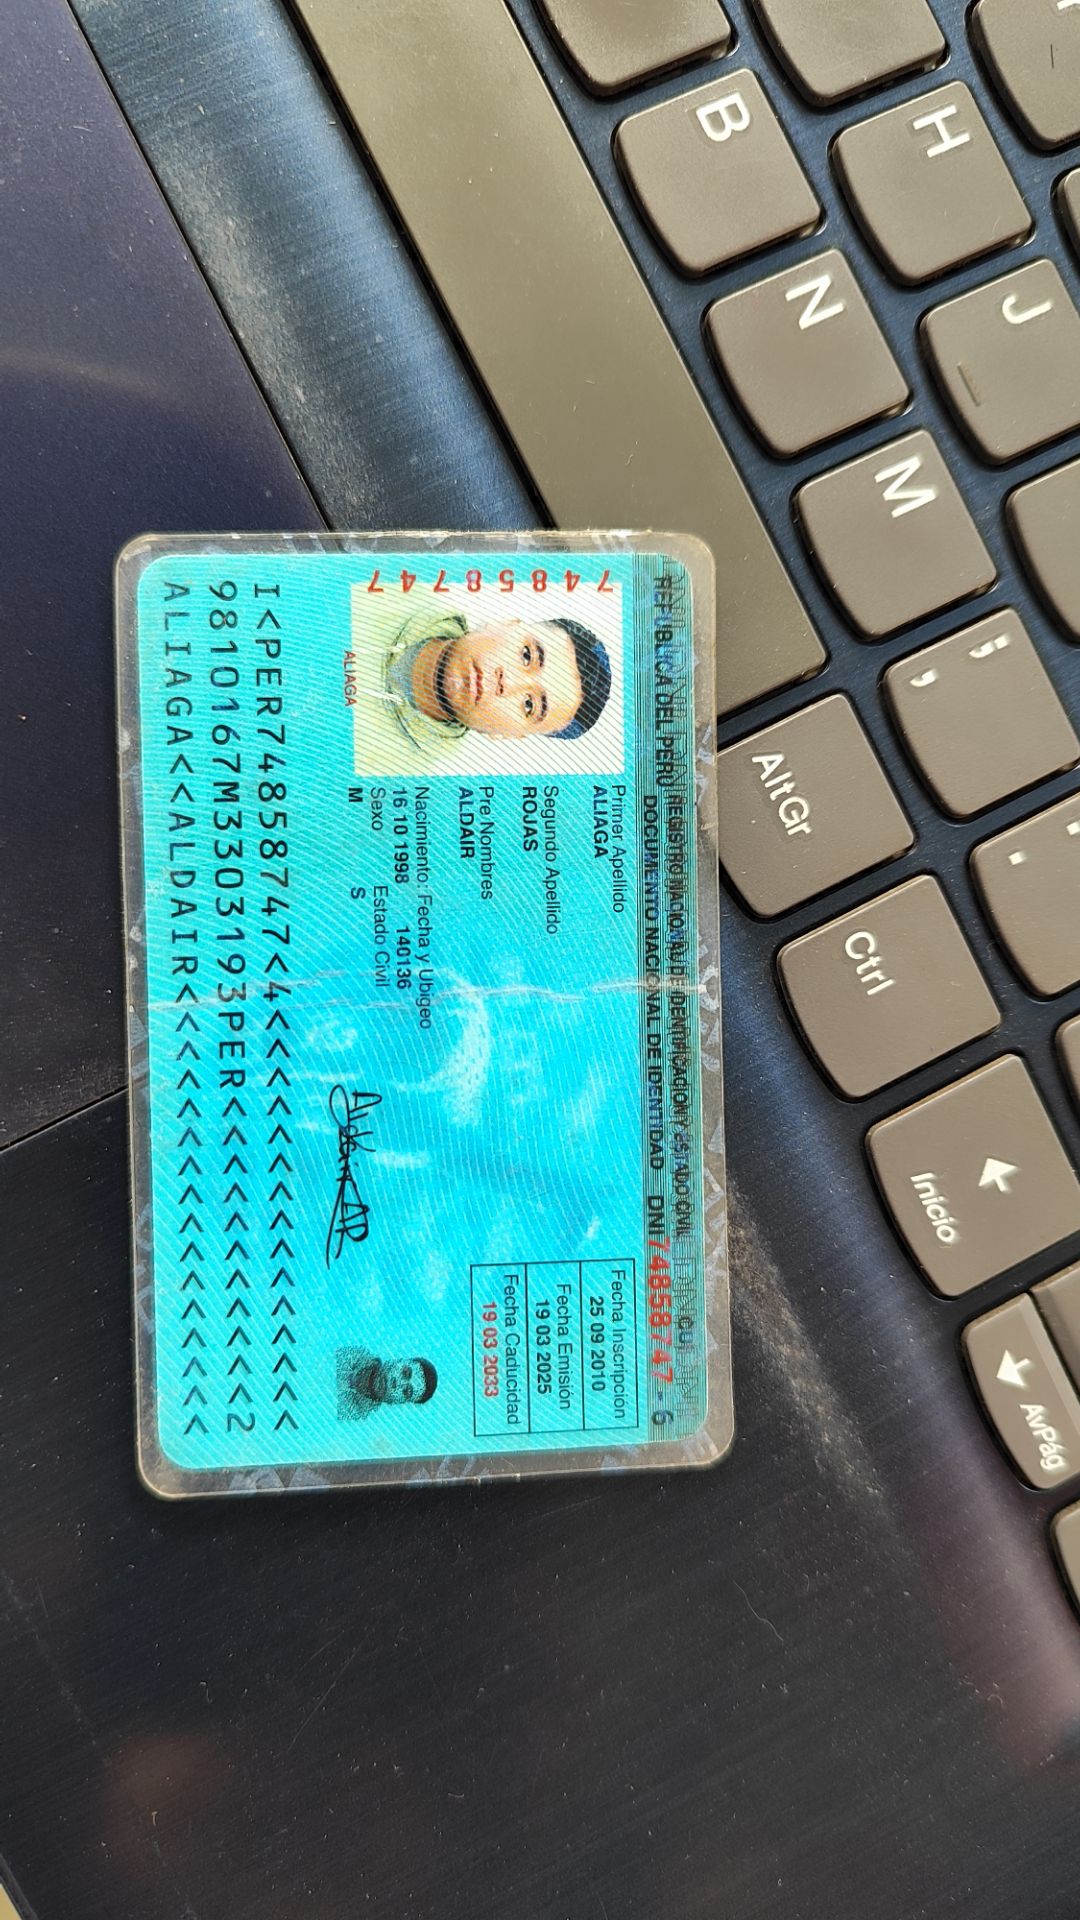 REPUBLICA DEL PERU REGISTRO NACIONAL DE IDENTIFICACION Y ESTADO CIVIL
DOCUMENTO NACIONAL DE IDENTIDAD DNI 74858747 - 6
74858747
ALIAGA
Primer Apellido
ALIAGA
Segundo Apellido
ROJAS
Pre Nombres
ALDAIR
Nacimiento: Fecha y Ubigeo
16 10 1998 140136
Sexo Estado Civil
M S
Fecha Inscripción
25 09 2010
Fecha Emisión
19 03 2025
Fecha Caducidad
19 03 2033
I<PER74858747<4<<<<<<<<<<<<<<<
9810167M3303193PER<<<<<<<<<<<2
ALIAGA<<ALDAIR<<<<<<<<<<<<<<<<
B
H
N
J
M
; ,
AltGr
Ctrl
Inicio
AvPág